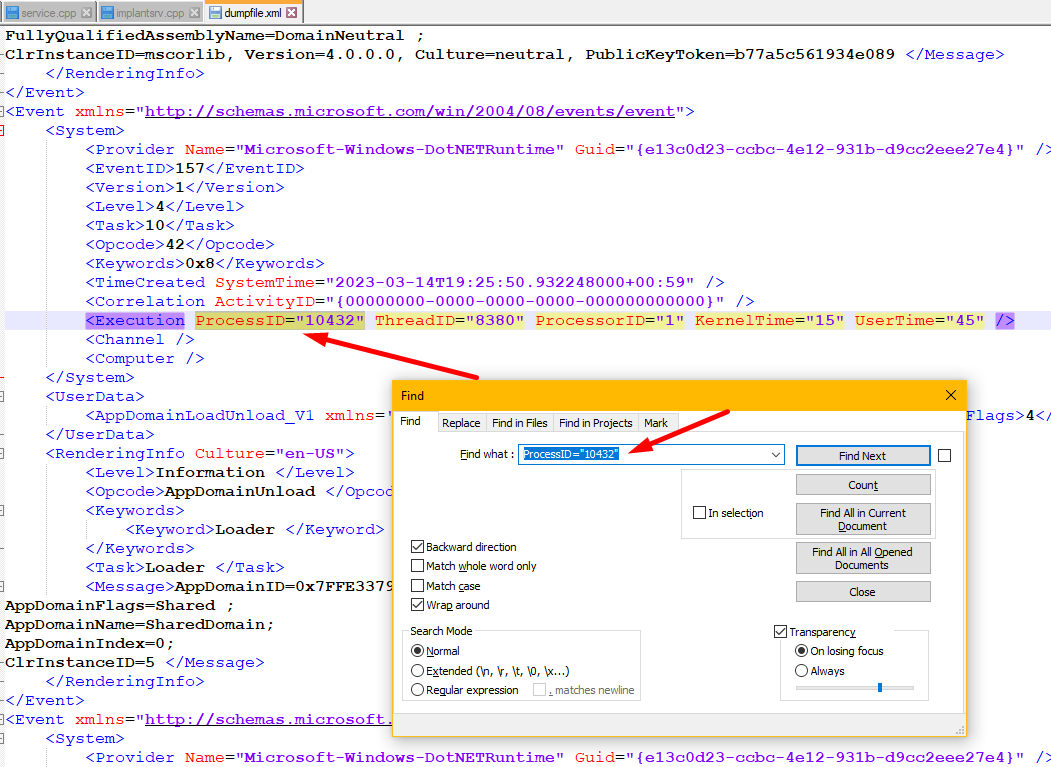 service.cpp implantsrv.cpp dumpfile.xml
FullyQualifiedAssemblyName=DomainNeutral ;
ClrInstanceID=mscorlib, Version=4.0.0.0, Culture=neutral, PublicKeyToken=b77a5c561934e089 </Message>
</RenderingInfo>
</Event>
<Event xmlns="http://schemas.microsoft.com/win/2004/08/events/event">
<System>
<Provider Name="Microsoft-Windows-DotNETRuntime" Guid="{e13c0d23-ccbc-4e12-931b-d9cc2eee27e4}" />
<EventID>157</EventID>
<Version>1</Version>
<Level>4</Level>
<Task>10</Task>
<Opcode>42</Opcode>
<Keywords>0x8</Keywords>
<TimeCreated SystemTime="2023-03-14T19:25:50.932248000+00:59" />
<Correlation ActivityID="{00000000-0000-0000-0000-000000000000}" />
<Execution ProcessID="10432" ThreadID="8380" ProcessorID="1" KernelTime="15" UserTime="45" />
<Channel />
<Computer />
</System>
<UserData>
<AppDomainLoadUnload_V1 xmlns=" Flags>4</
</UserData>
<RenderingInfo Culture="en-US">
<Level>Information </Level>
<Opcode>AppDomainUnload </Opcod
<Keywords>
<Keyword>Loader </Keyword>
</Keywords>
<Task>Loader </Task>
<Message>AppDomainID=0x7FFE3379
AppDomainFlags=Shared ;
AppDomainName=SharedDomain;
AppDomainIndex=0;
ClrInstanceID=5 </Message>
</RenderingInfo>
</Event>
<Event xmlns="http://schemas.microsoft.
<System>
<Provider Name="Microsoft-Windows-DotNETRuntime" Guid="{e13c0d23-ccbc-4e12-931b-d9cc2eee27e4}" />
Find
Find Replace Find in Files Find in Projects Mark
Find what : ProcessID="10432" Find Next
Count
In selection
Find All in Current
Document
Find All in All Opened
Documents
Close
Backward direction
Match whole word only
Match case
Wrap around
Search Mode
Normal
Extended (\n, \r, \t, \0, \x...)
Regular expression . matches newline
Transparency
On losing focus
Always